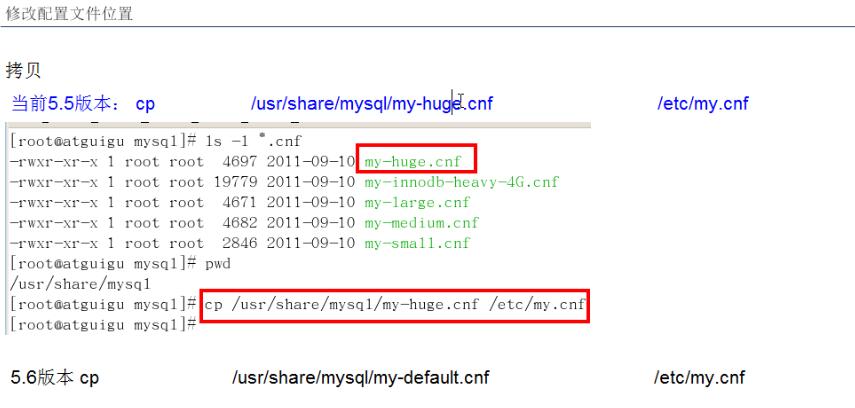 修改配置文件位置
拷贝
当前5.5版本： cp /usr/share/mysql/my-huge.cnf /etc/my.cnf
[root@atguigu mysql]# ls -l *.cnf
-rwxr-xr-x 1 root root 4697 2011-09-10 my-huge.cnf
-rwxr-xr-x 1 root root 19779 2011-09-10 my-innodb-heavy-4G.cnf
-rwxr-xr-x 1 root root 4671 2011-09-10 my-large.cnf
-rwxr-xr-x 1 root root 4682 2011-09-10 my-medium.cnf
-rwxr-xr-x 1 root root 2846 2011-09-10 my-small.cnf
[root@atguigu mysql]# pwd
/usr/share/mysql
[root@atguigu mysql]# cp /usr/share/mysql/my-huge.cnf /etc/my.cnf
[root@atguigu mysql]#
5.6版本 cp /usr/share/mysql/my-default.cnf /etc/my.cnf